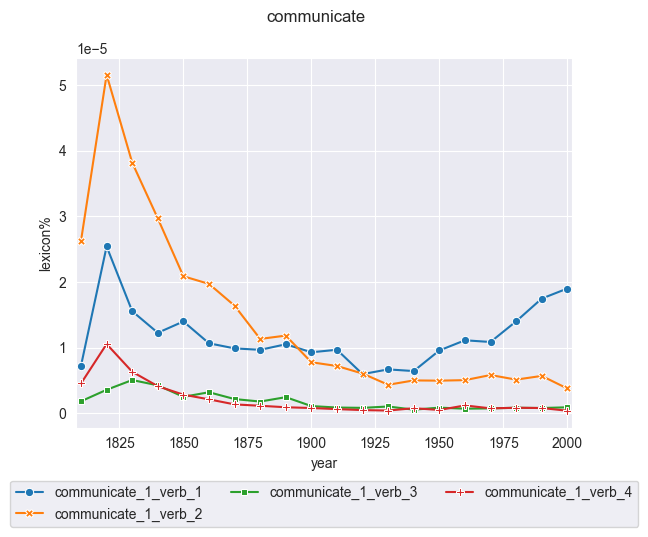 communicate
1e−5
5
4
3
2
1
0
lexicon%
1825 1850 1875 1900 1925 1950 1975 2000
year
communicate_1_verb_1 communicate_1_verb_3 communicate_1_verb_4
communicate_1_verb_2